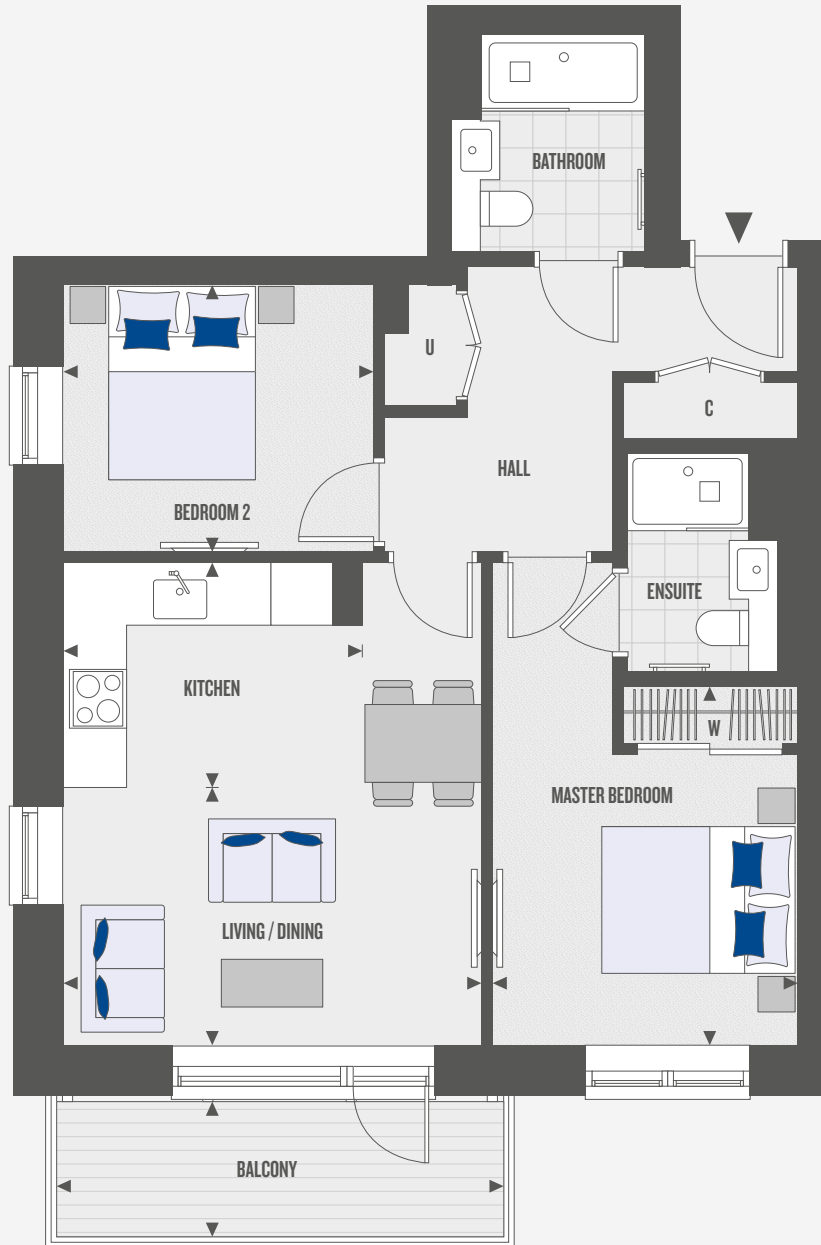 BATHROOM
U
C
HALL
BEDROOM 2
ENSUITE
KITCHEN
W
MASTER BEDROOM
LIVING / DINING
BALCONY